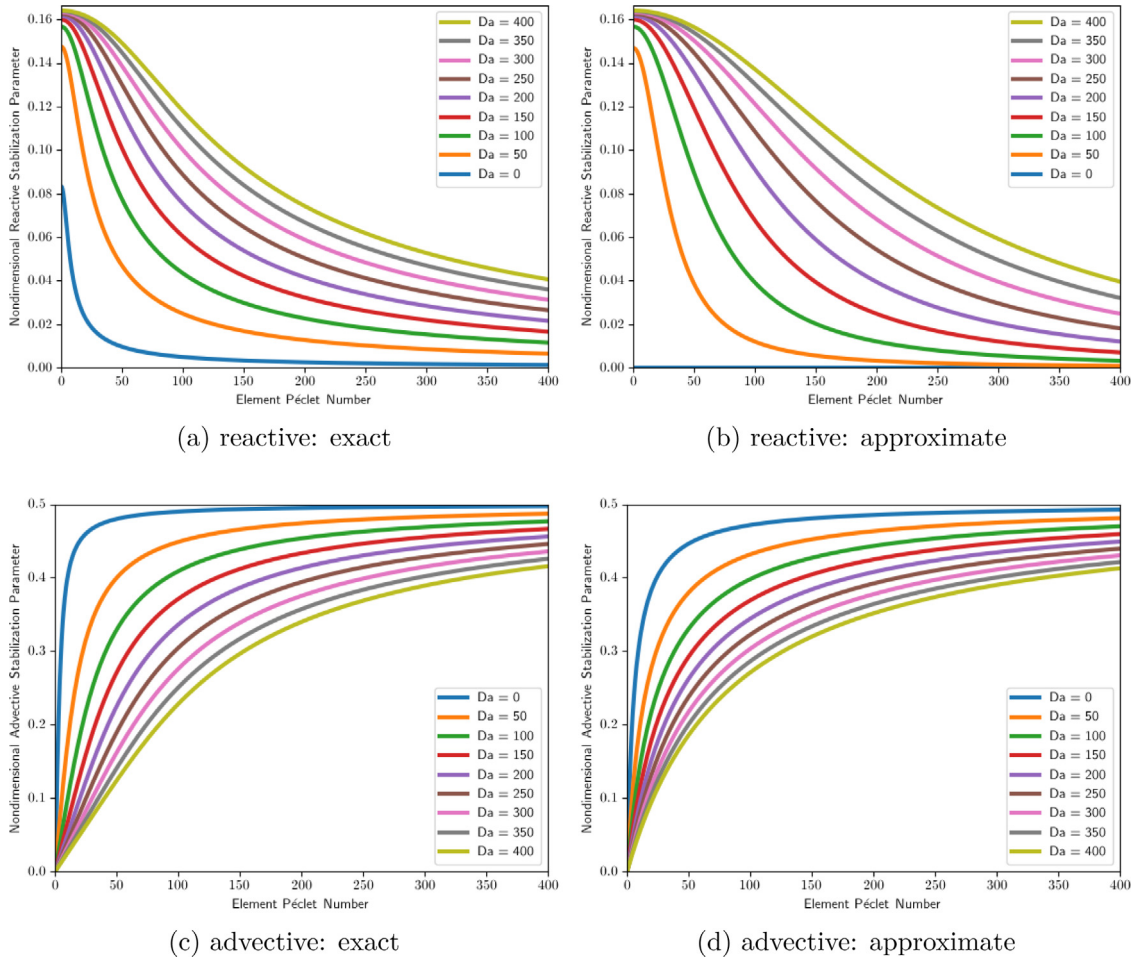 0.16
0.14
0.12
0.10
0.08
0.06
0.04
0.02
0.00
Nondimensional Reactive Stabilization Parameter
Da = 400
Da = 350
Da = 300
Da = 250
Da = 200
Da = 150
Da = 100
Da = 50
Da = 0
0 50 100 150 200 250 300 350 400
Element Péclet Number
(a) reactive: exact
0.16
0.14
0.12
0.10
0.08
0.06
0.04
0.02
0.00
Nondimensional Reactive Stabilization Parameter
Da = 400
Da = 350
Da = 300
Da = 250
Da = 200
Da = 150
Da = 100
Da = 50
Da = 0
0 50 100 150 200 250 300 350 400
Element Péclet Number
(b) reactive: approximate
0.5
0.4
0.3
0.2
0.1
0.0
Nondimensional Advective Stabilization Parameter
Da = 0
Da = 50
Da = 100
Da = 150
Da = 200
Da = 250
Da = 300
Da = 350
Da = 400
0 50 100 150 200 250 300 350 400
Element Péclet Number
(c) advective: exact
0.5
0.4
0.3
0.2
0.1
0.0
Nondimensional Advective Stabilization Parameter
Da = 0
Da = 50
Da = 100
Da = 150
Da = 200
Da = 250
Da = 300
Da = 350
Da = 400
0 50 100 150 200 250 300 350 400
Element Péclet Number
(d) advective: approximate